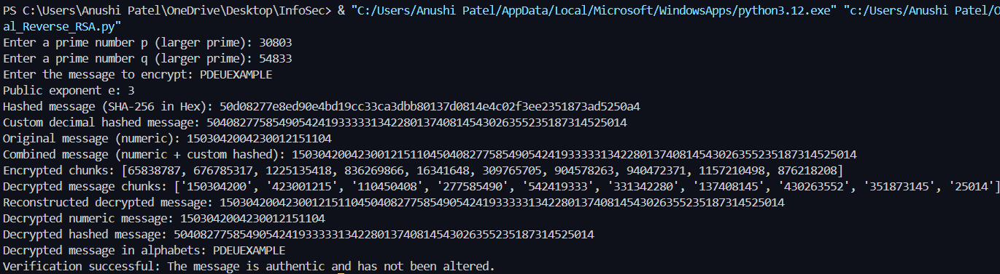 PS C:\Users\Anushi Patel\OneDrive\Desktop\InfoSec> & "C:/Users/Anushi Patel/AppData/Local/Microsoft/WindowsApps/python3.12.exe" "c:/Users/Anushi Patel/O
al_Reverse_RSA.py"
Enter a prime number p (larger prime): 30803
Enter a prime number q (larger prime): 54833
Enter the message to encrypt: PDEUEXAMPLE
Public exponent e: 3
Hashed message (SHA-256 in Hex): 50d08277e8ed90e4bd19cc33ca3dbb80137d0814e4c02f3ee2351873ad5250a4
Custom decimal hashed message: 5040827758549054241933333134228013740814543026355235187314525014
Original message (numeric): 1503042004230012151104
Combined message (numeric + custom hashed): 15030420042300121511045040827758549054241933333134228013740814543026355235187314525014
Encrypted chunks: [65838787, 676785317, 1225135418, 836269866, 16341648, 309765705, 904578263, 940472371, 1157210498, 876218208]
Decrypted message chunks: ['150304200', '423001215', '110450408', '277585490', '542419333', '331342280', '137408145', '430263552', '351873145', '25014']
Reconstructed decrypted message: 15030420042300121511045040827758549054241933333134228013740814543026355235187314525014
Decrypted numeric message: 1503042004230012151104
Decrypted hashed message: 5040827758549054241933333134228013740814543026355235187314525014
Decrypted message in alphabets: PDEUEXAMPLE
Verification successful: The message is authentic and has not been altered.